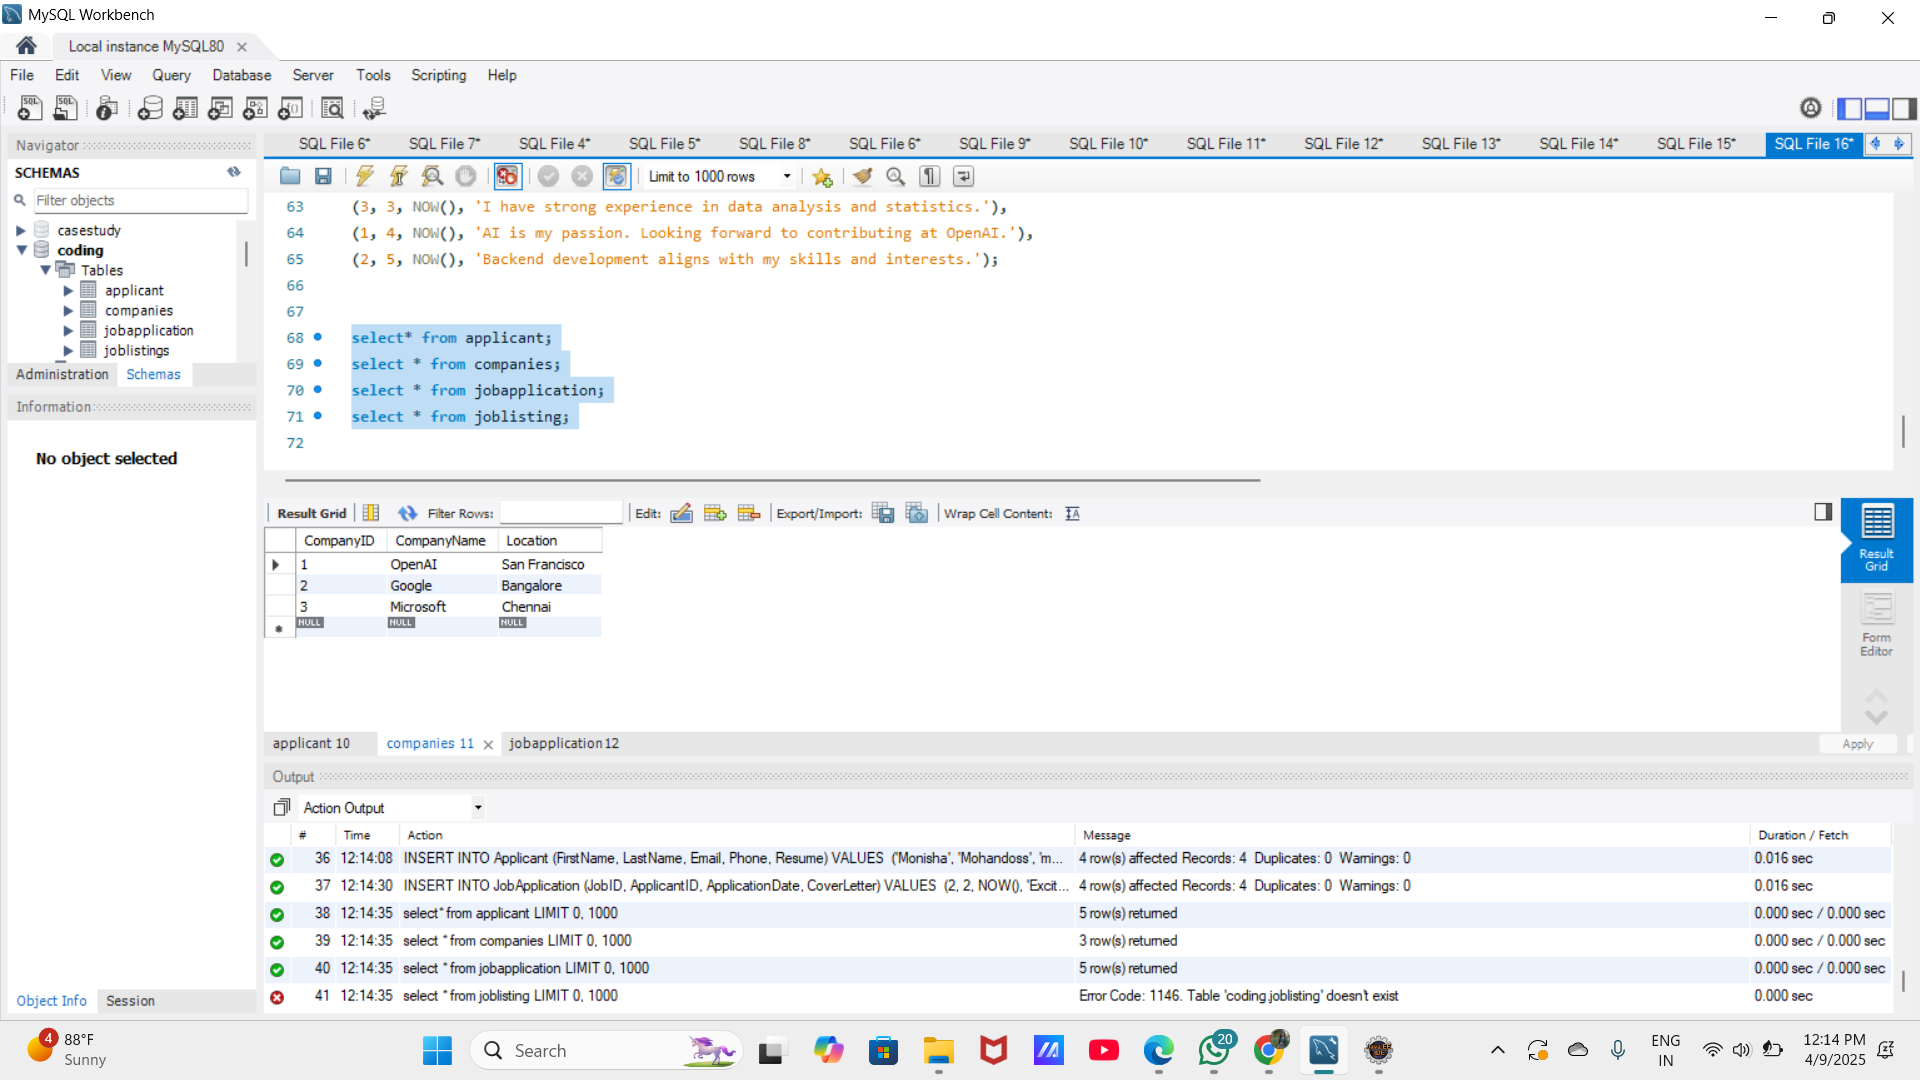 MySQL Workbench
Local instance MySQL80
File Edit View Query Database Server Tools Scripting Help
Navigator
SCHEMAS
Filter objects
casestudy
coding
Tables
applicant
companies
jobapplication
joblistings
Administration Schemas
Information
No object selected
Object Info Session
SQL File 6* SQL File 7* SQL File 4* SQL File 5* SQL File 8* SQL File 6* SQL File 9* SQL File 10* SQL File 11* SQL File 12* SQL File 13* SQL File 14* SQL File 15* SQL File 16*
Limit to 1000 rows
63 (3, 3, NOW(), 'I have strong experience in data analysis and statistics.'),
64 (1, 4, NOW(), 'AI is my passion. Looking forward to contributing at OpenAI.'),
65 (2, 5, NOW(), 'Backend development aligns with my skills and interests.');
66
67
68 select* from applicant;
69 select * from companies;
70 select * from jobapplication;
71 select * from joblisting;
72
Result Grid Filter Rows: Edit: Export/Import: Wrap Cell Content:
CompanyID CompanyName Location
1 OpenAI San Francisco
2 Google Bangalore
3 Microsoft Chennai
NULL NULL NULL
Result
Grid
Form
Editor
applicant 10 companies 11 jobapplication 12
Apply
Output
Action Output
# Time Action Message Duration / Fetch
36 12:14:08 INSERT INTO Applicant (FirstName, LastName, Email, Phone, Resume) VALUES ('Monisha', 'Mohandoss', 'm... 4 row(s) affected Records: 4 Duplicates: 0 Warnings: 0 0.016 sec
37 12:14:30 INSERT INTO JobApplication (JobID, ApplicantID, ApplicationDate, CoverLetter) VALUES (2, 2, NOW(), 'Excit... 4 row(s) affected Records: 4 Duplicates: 0 Warnings: 0 0.016 sec
38 12:14:35 select* from applicant LIMIT 0, 1000 5 row(s) returned 0.000 sec / 0.000 sec
39 12:14:35 select * from companies LIMIT 0, 1000 3 row(s) returned 0.000 sec / 0.000 sec
40 12:14:35 select * from jobapplication LIMIT 0, 1000 5 row(s) returned 0.000 sec / 0.000 sec
41 12:14:35 select * from joblisting LIMIT 0, 1000 Error Code: 1146. Table 'coding.joblisting' doesn't exist 0.000 sec
4 88°F
Sunny
Search
20
ENG
IN
12:14 PM
4/9/2025